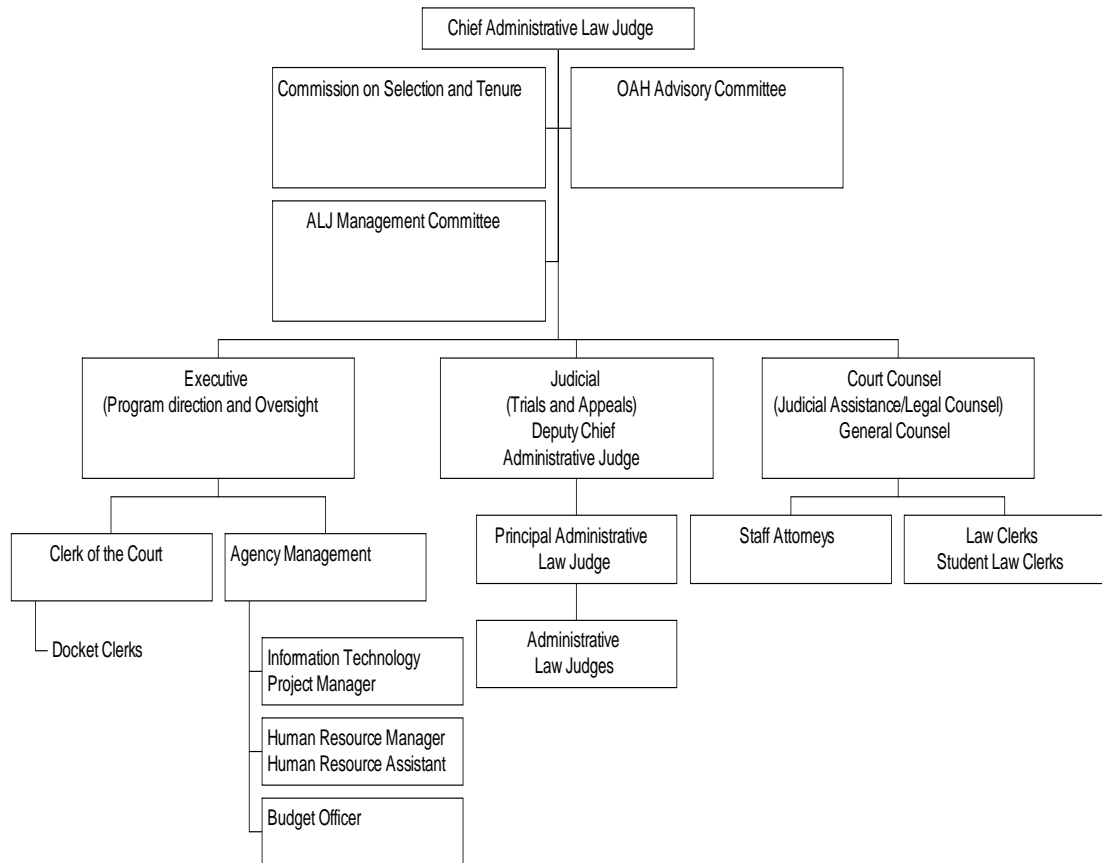 Chief Administrative Law Judge
Commission on Selection and Tenure
OAH Advisory Committee
ALJ Management Committee
Executive
(Program direction and Oversight
Judicial
(Trials and Appeals)
Deputy Chief
Administrative Judge
Court Counsel
(Judicial Assistance/Legal Counsel)
General Counsel
Clerk of the Court
Docket Clerks
Agency Management
Information Technology
Project Manager
Human Resource Manager
Human Resource Assistant
Budget Officer
Principal Administrative
Law Judge
Administrative
Law Judges
Staff Attorneys
Law Clerks
Student Law Clerks